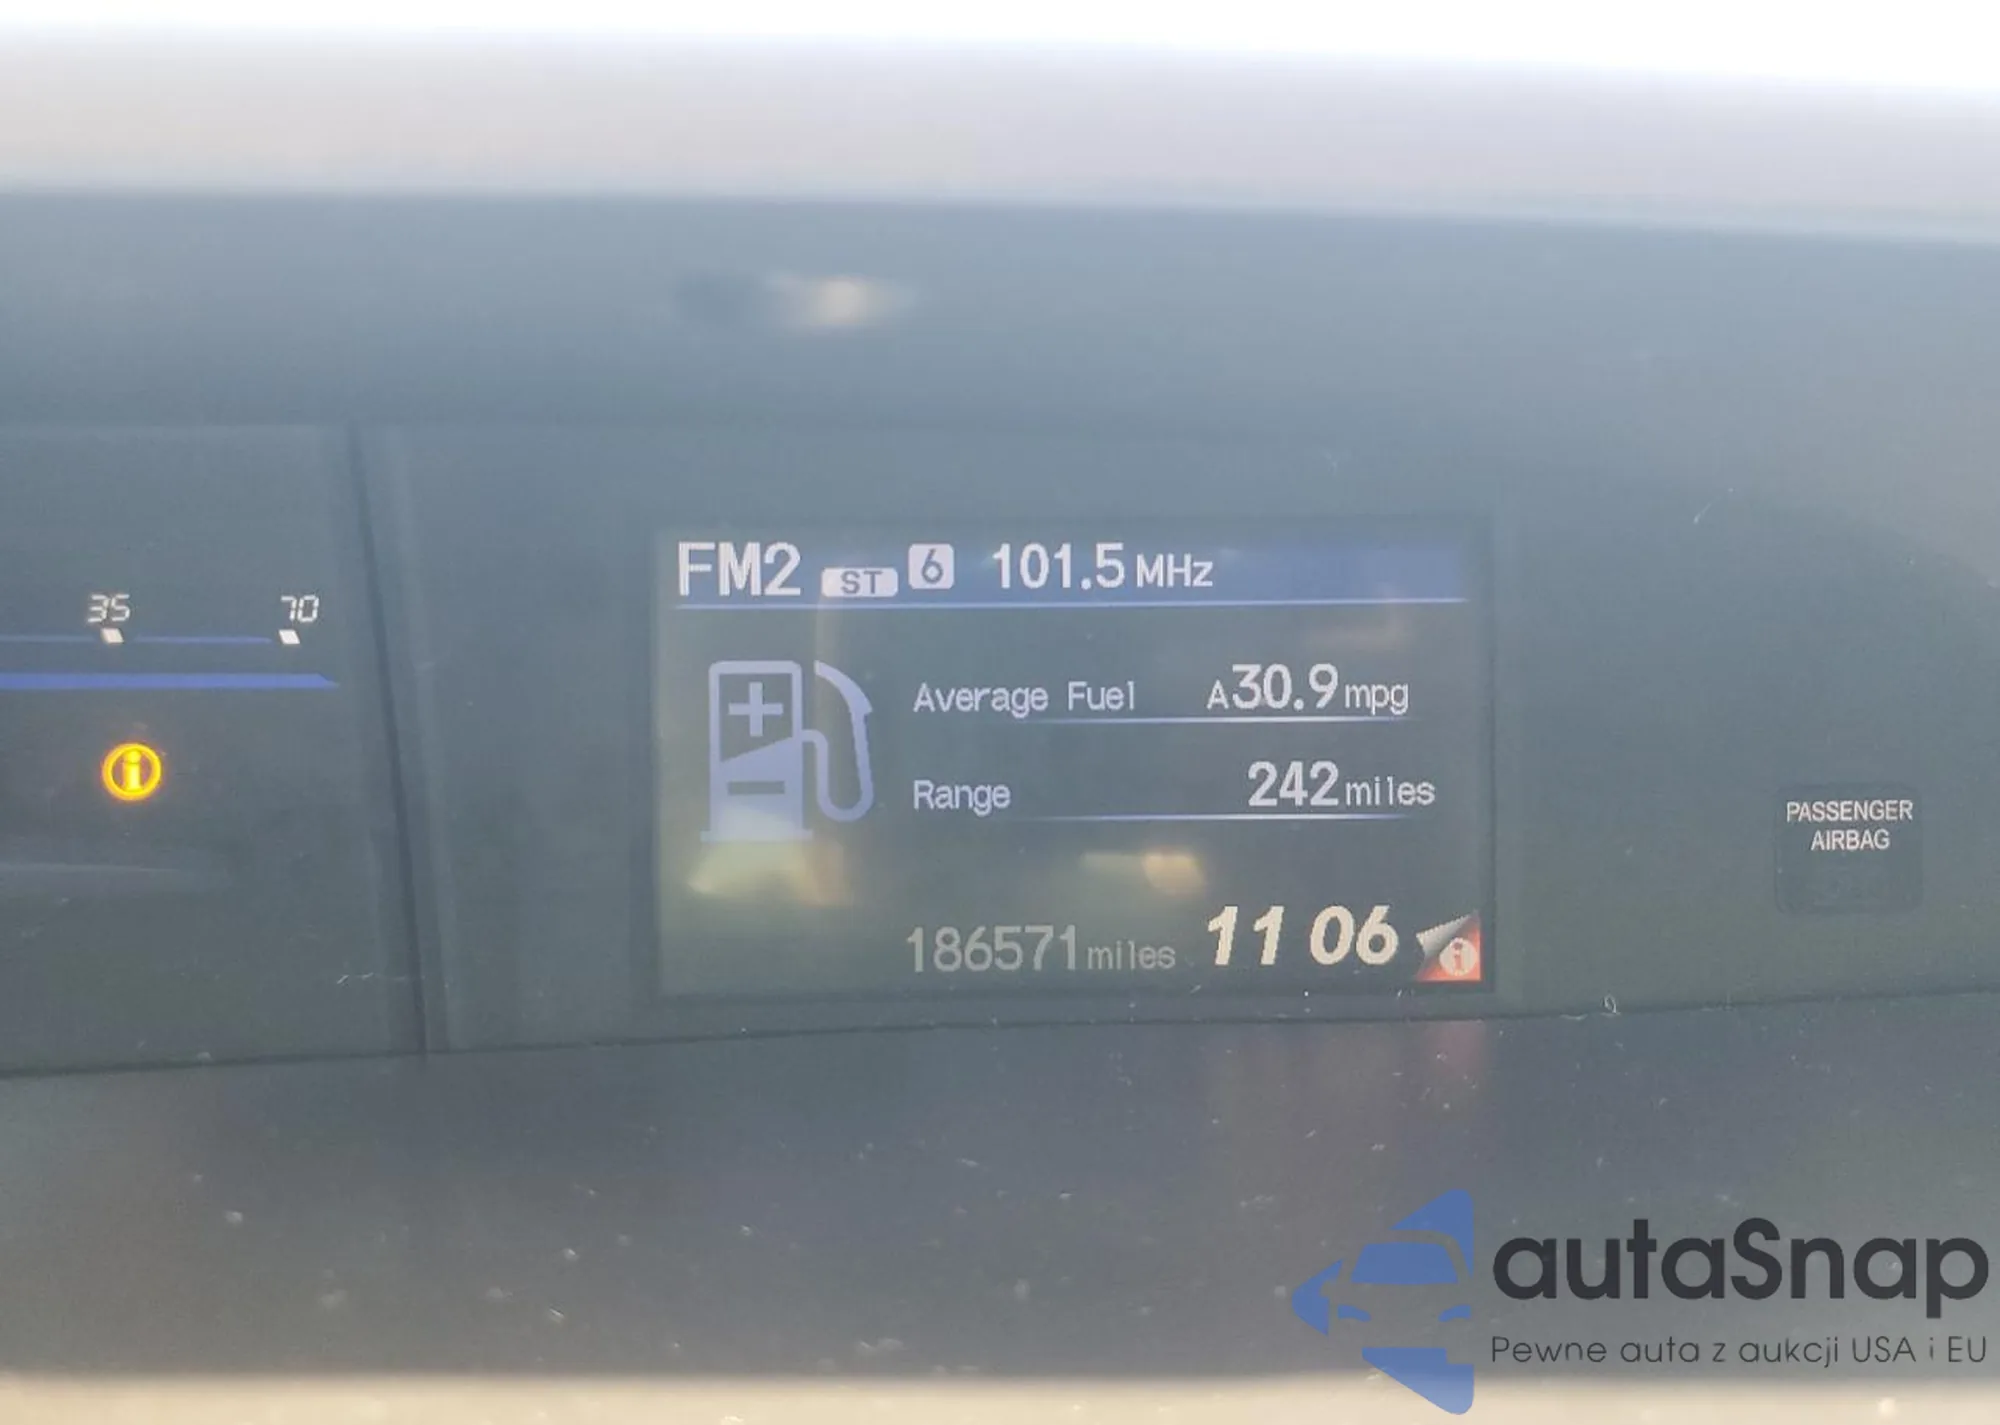 FM2 ST 6 101.5 MHz
35 70
Average Fuel A30.9 mpg
Range 242 miles
PASSENGER
AIRBAG
186571 miles 11 06
autaSnap
Pewne auta z aukcji USA i EU